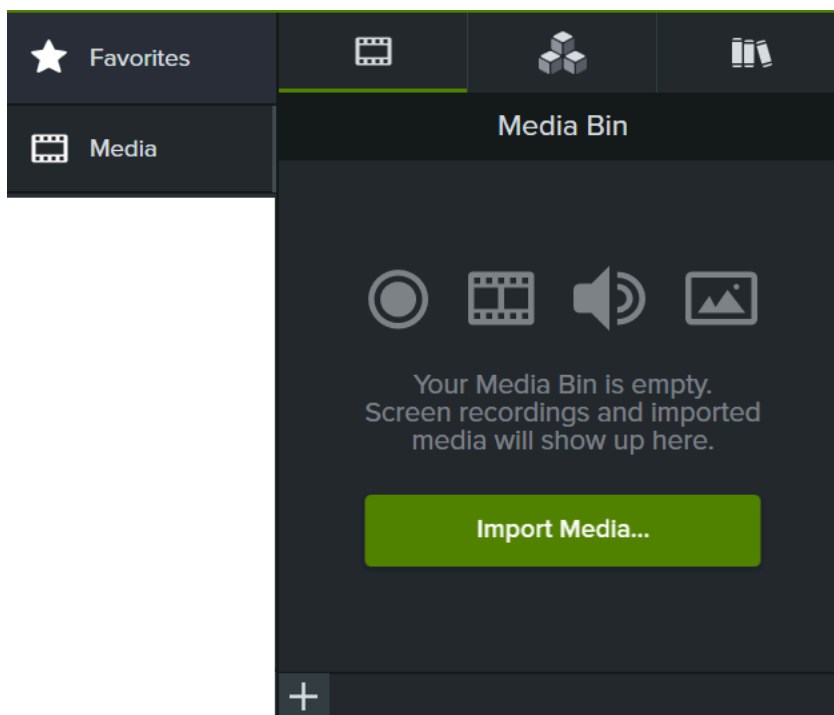 Favorites
Media
Media Bin
Your Media Bin is empty.
Screen recordings and imported
media will show up here.
Import Media...